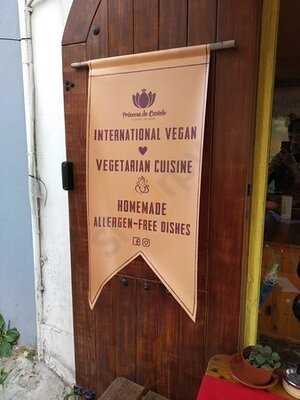 Princesa do Castelo
INTERNATIONAL VEGAN
VEGETARIAN CUISINE
&
HOMEMADE
ALLERGEN-FREE DISHES